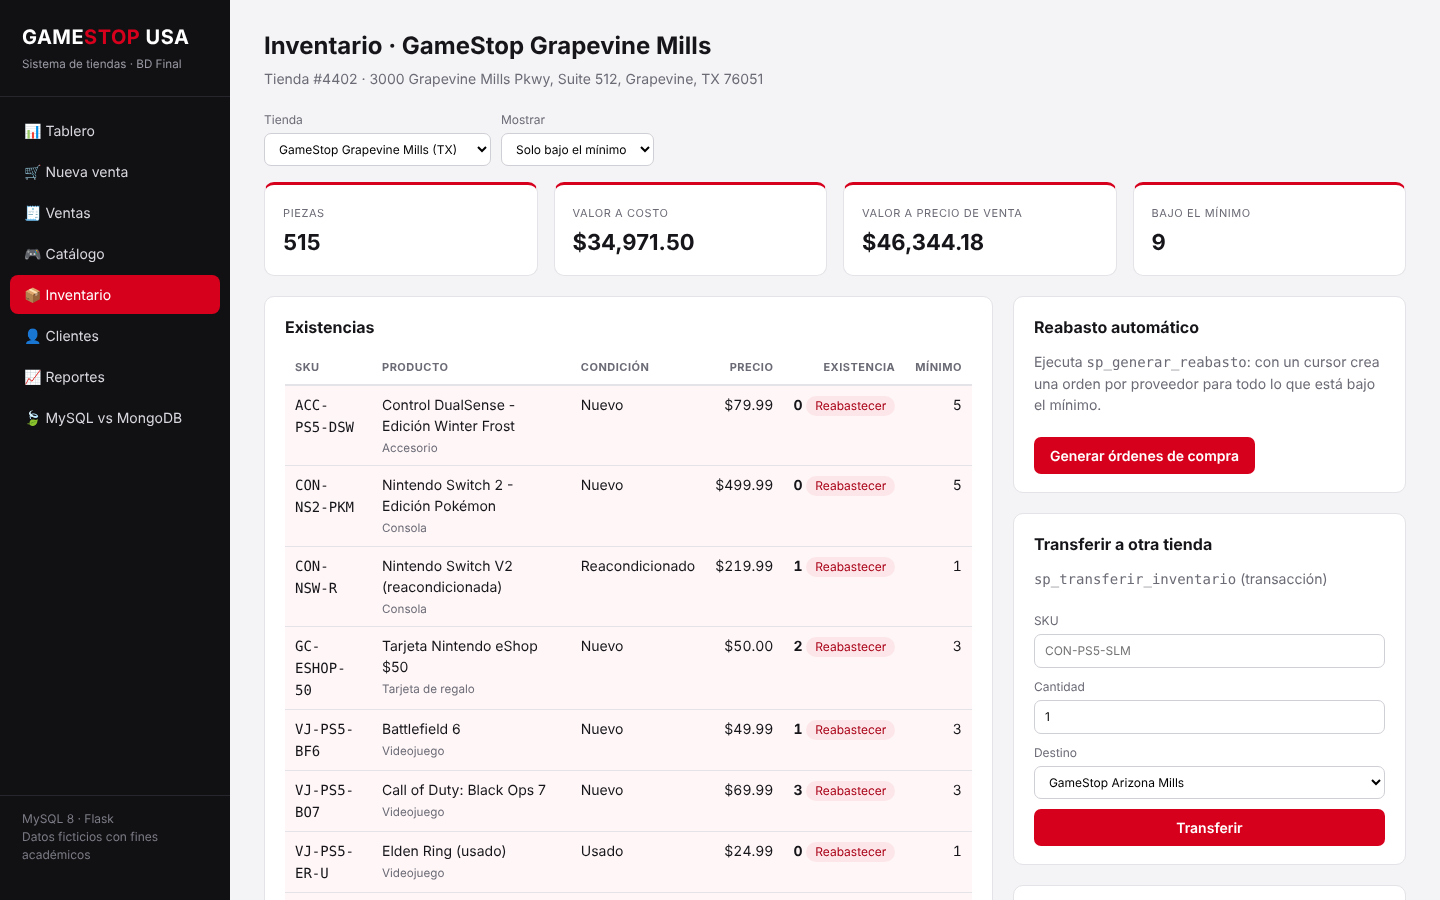 GAMESTOP USA
Sistema de tiendas · BD Final
Tablero
Nueva venta
Ventas
Catálogo
Inventario
Clientes
Reportes
MySQL vs MongoDB
MySQL 8 · Flask
Datos ficticios con fines
académicos
Inventario · GameStop Grapevine Mills
Tienda #4402 · 3000 Grapevine Mills Pkwy, Suite 512, Grapevine, TX 76051
Tienda Mostrar
GameStop Grapevine Mills (TX) Solo bajo el mínimo
PIEZAS
515
VALOR A COSTO
$34,971.50
VALOR A PRECIO DE VENTA
$46,344.18
BAJO EL MÍNIMO
9
Existencias
SKU PRODUCTO CONDICIÓN PRECIO EXISTENCIA MÍNIMO
ACC- Control DualSense - Nuevo $79.99 0 Reabastecer 5
PS5-DSW Edición Winter Frost
Accesorio
CON- Nintendo Switch 2 - Nuevo $499.99 0 Reabastecer 5
NS2-PKM Edición Pokémon
Consola
CON- Nintendo Switch V2 Reacondicionado $219.99 1 Reabastecer 1
NSW-R (reacondicionada)
Consola
GC- Tarjeta Nintendo eShop Nuevo $50.00 2 Reabastecer 3
ESHOP- $50
50 Tarjeta de regalo
VJ-PS5- Battlefield 6 Nuevo $49.99 1 Reabastecer 3
BF6 Videojuego
VJ-PS5- Call of Duty: Black Ops 7 Nuevo $69.99 3 Reabastecer 3
BO7 Videojuego
VJ-PS5- Elden Ring (usado) Usado $24.99 0 Reabastecer 1
ER-U Videojuego
Reabasto automático
Ejecuta sp_generar_reabasto: con un cursor crea
una orden por proveedor para todo lo que está bajo
el mínimo.
Generar órdenes de compra
Transferir a otra tienda
sp_transferir_inventario (transacción)
SKU
CON-PS5-SLM
Cantidad
1
Destino
GameStop Arizona Mills
Transferir